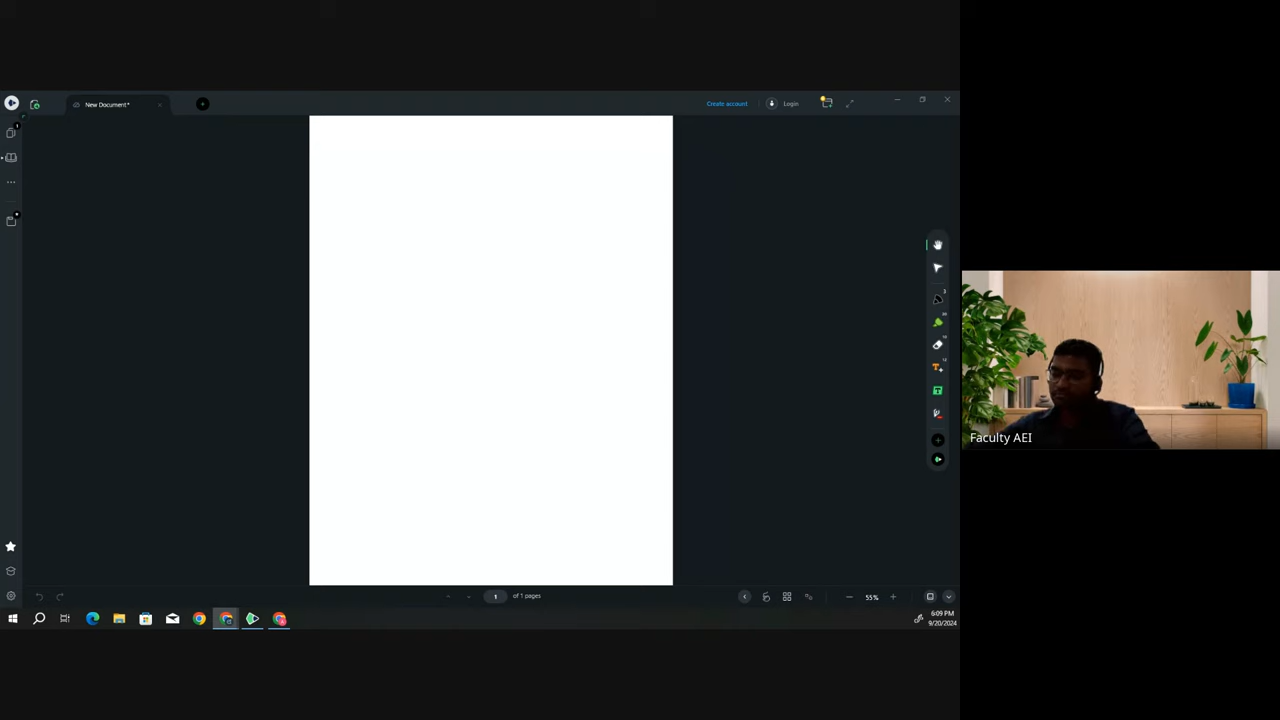 New Document*
Create account
Login
Faculty AEI
1
of 1 pages
55%
6:09 PM
9/20/2024